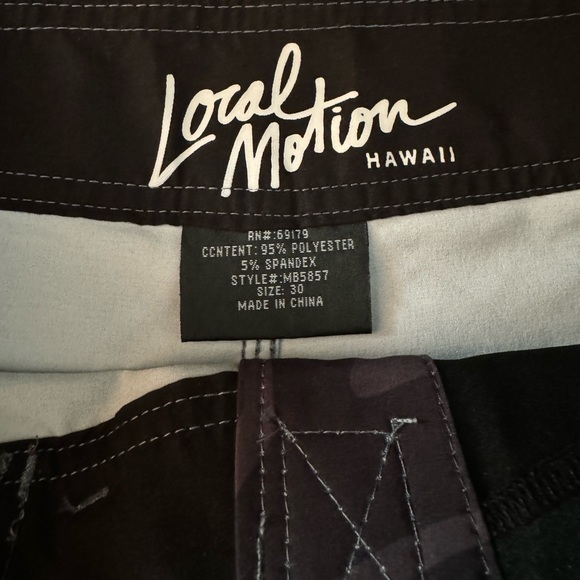 Local
Motion
HAWAII
RN#:69179
CONTENT: 95% POLYESTER
5% SPANDEX
STYLE#:MB5857
SIZE: 30
MADE IN CHINA